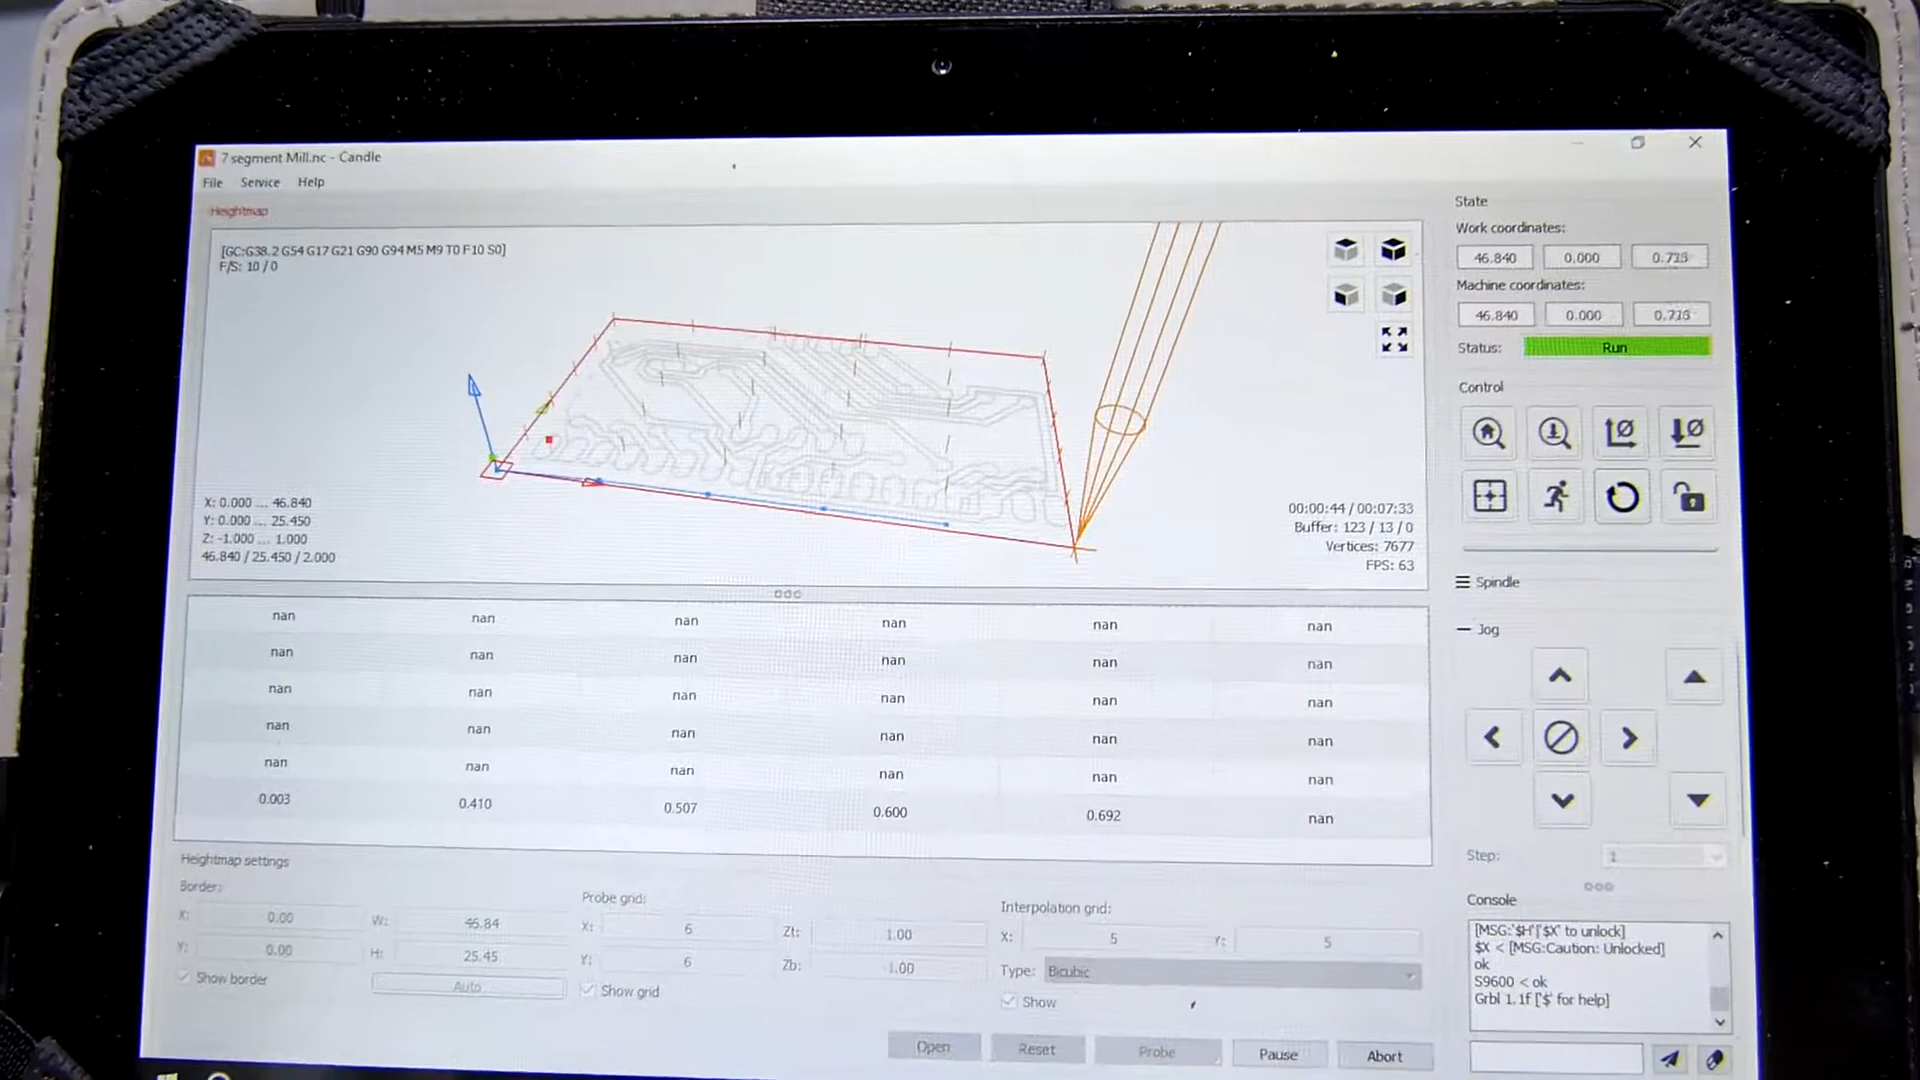 7 segment Mill.nc - Candle
File Service Help
Heightmap
[GC:G38.2 G54 G17 G21 G90 G94 M5 M9 T0 F10 S0]
F/S: 10 / 0
X: 0.000 ... 46.840
Y: 0.000 ... 25.450
Z: -1.000 ... 1.000
46.840 / 25.450 / 2.000
00:00:44 / 00:07:33
Buffer: 123 / 13 / 0
Vertices: 7677
FPS: 63
nan nan nan nan nan nan
nan nan nan nan nan nan
nan nan nan nan nan nan
nan nan nan nan nan nan
nan nan nan nan nan nan
0.003 0.410 0.507 0.600 0.692 nan
Heightmap settings
Border:
X: 0.00 W: 46.84
Y: 0.00 H: 25.45
Show border Auto
Probe grid:
X: 6 Zt: 1.00
Y: 6 Zb: -1.00
Show grid
Interpolation grid:
X: 5 Y: 5
Type: Bicubic
Show
Open Reset Probe Pause Abort
State
Work coordinates:
46.840 0.000
Machine coordinates:
46.840 0.000
Status: Run
Control
Spindle
Jog
Step: 1
Console
[MSG:'$H'|'$X' to unlock]
$X < [MSG:Caution: Unlocked]
ok
S9600 < ok
Grbl 1.1f ['$' for help]